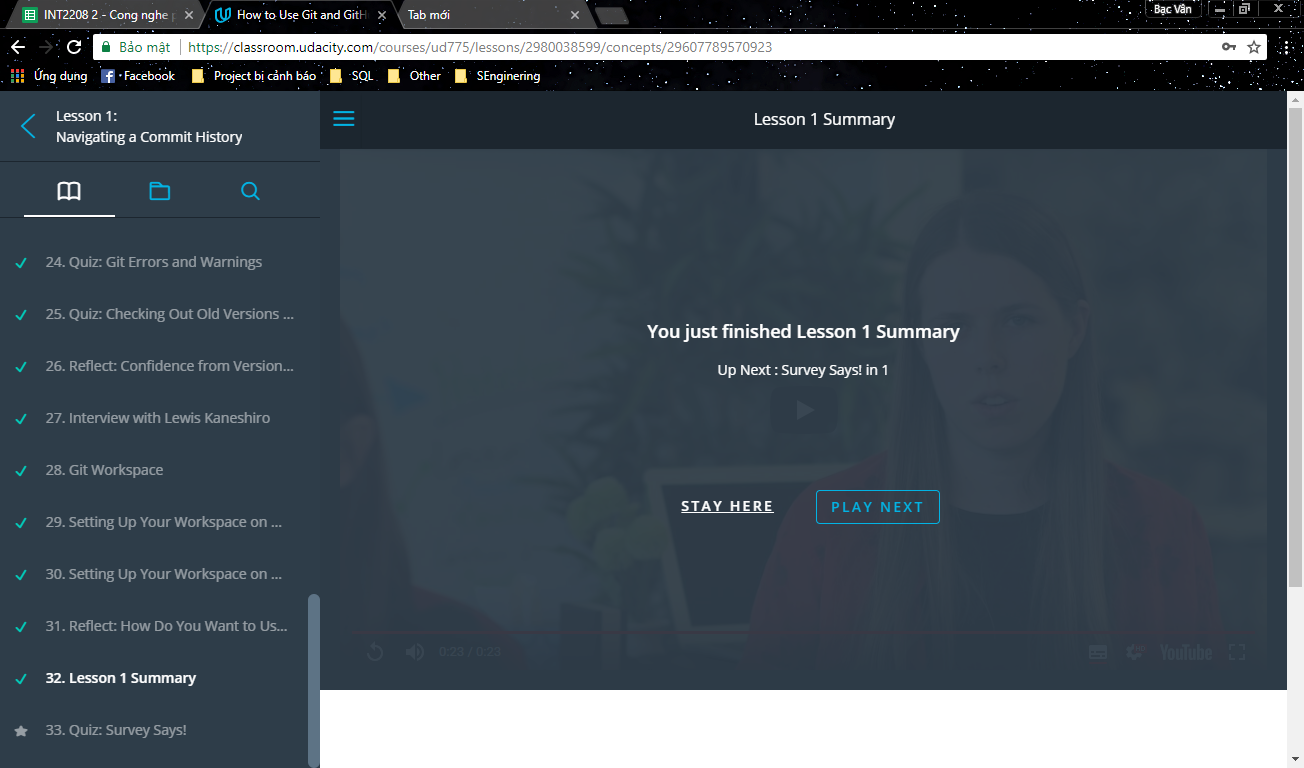 INT2208 2 - Cong nghe p
How to Use Git and GitH
Tab mới
Bạc Vân
Bảo mật
https://classroom.udacity.com/courses/ud775/lessons/2980038599/concepts/29607789570923
Ứng dụng
Facebook
Project bị cảnh báo
SQL
Other
SEnginering
Lesson 1:
Navigating a Commit History
Lesson 1 Summary
24. Quiz: Git Errors and Warnings
25. Quiz: Checking Out Old Versions ...
26. Reflect: Confidence from Version...
27. Interview with Lewis Kaneshiro
28. Git Workspace
29. Setting Up Your Workspace on ...
30. Setting Up Your Workspace on ...
31. Reflect: How Do You Want to Us...
32. Lesson 1 Summary
33. Quiz: Survey Says!
You just finished Lesson 1 Summary
Up Next : Survey Says! in 1
STAY HERE
PLAY NEXT
0:23 / 0:23
YouTube